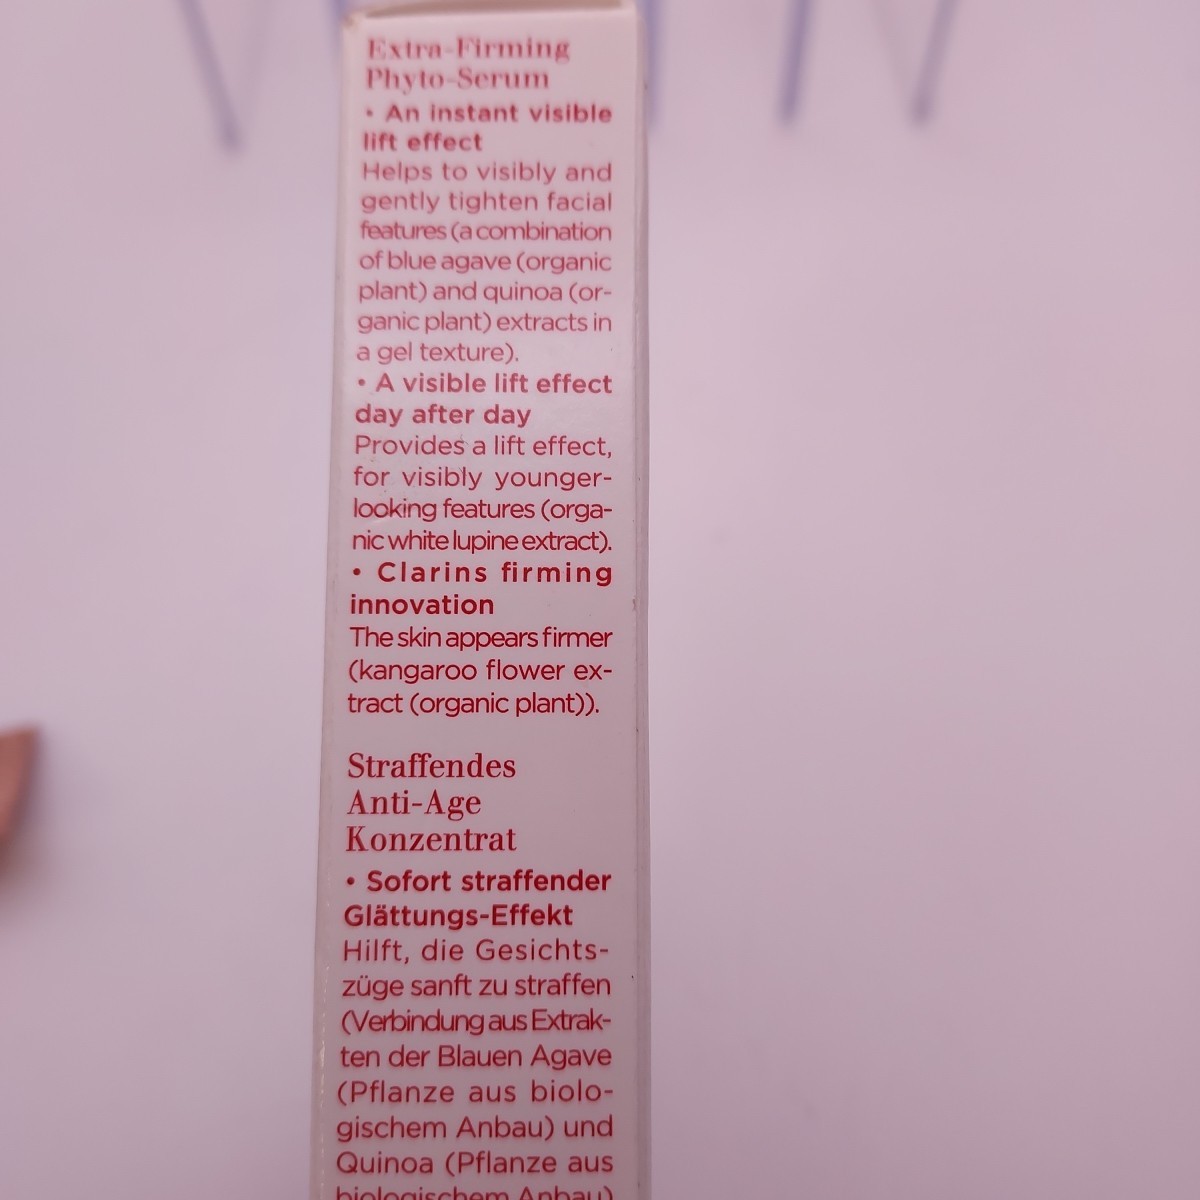 Extra-Firming
Phyto-Serum
• An instant visible
lift effect
Helps to visibly and
gently tighten facial
features (a combination
of blue agave (organic
plant) and quinoa (or-
ganic plant) extracts in
a gel texture).
• A visible lift effect
day after day
Provides a lift effect,
for visibly younger-
looking features (orga-
nic white lupine extract).
• Clarins firming
innovation
The skin appears firmer
(kangaroo flower ex-
tract (organic plant)).
Straffendes
Anti-Age
Konzentrat
• Sofort straffender
Glättungs-Effekt
Hilft, die Gesichts-
züge sanft zu straffen
(Verbindung aus Extrak-
ten der Blauen Agave
(Pflanze aus biolo-
gischem Anbau) und
Quinoa (Pflanze aus
biologischem Anbau)